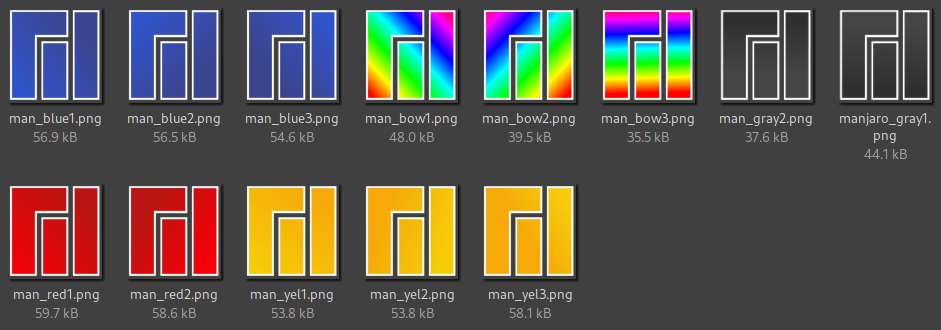 man_blue1.png man_blue2.png man_blue3.png man_bow1.png man_bow2.png man_bow3.png man_gray2.png manjaro_gray1.
png
56.9 kB 56.5 kB 54.6 kB 48.0 kB 39.5 kB 35.5 kB 37.6 kB
44.1 kB
man_red1.png man_red2.png man_yel1.png man_yel2.png man_yel3.png
59.7 kB 58.6 kB 53.8 kB 53.8 kB 58.1 kB